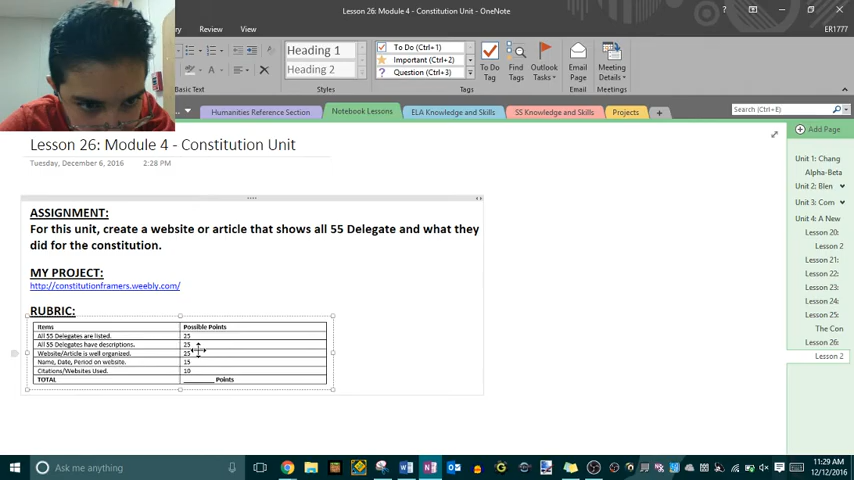 Lesson 26: Module 4 - Constitution Unit - OneNote
ER1777
Review View
Heading 1
Heading 2
To Do (Ctrl+1)
Important (Ctrl+2)
Question (Ctrl+3)
To Do Tag
Find Tags
Outlook Tasks
Email Page
Meeting Details
Basic Text
Styles
Tags
Email
Meetings
Humanities Reference Section
Notebook Lessons
ELA Knowledge and Skills
SS Knowledge and Skills
Projects
Search (Ctrl+E)
Add Page
Lesson 26: Module 4 - Constitution Unit
Tuesday, December 6, 2016 2:28 PM
ASSIGNMENT:
For this unit, create a website or article that shows all 55 Delegate and what they
did for the constitution.
MY PROJECT:
http://constitutionframers.weebly.com/
RUBRIC:
Items Possible Points
All 55 Delegates are listed. 25
All 55 Delegates have descriptions. 25
Website/Article is well organized. 25
Name, Date, Period on website. 15
Citations/Websites Used. 10
TOTAL ________ Points
Unit 1: Chang
Alpha-Beta
Unit 2: Blen
Unit 3: Com
Unit 4: A New
Lesson 20:
Lesson 2
Lesson 21:
Lesson 22:
Lesson 23:
Lesson 24:
Lesson 25:
The Con
Lesson 26:
Lesson 2
Ask me anything
11:29 AM
12/12/2016